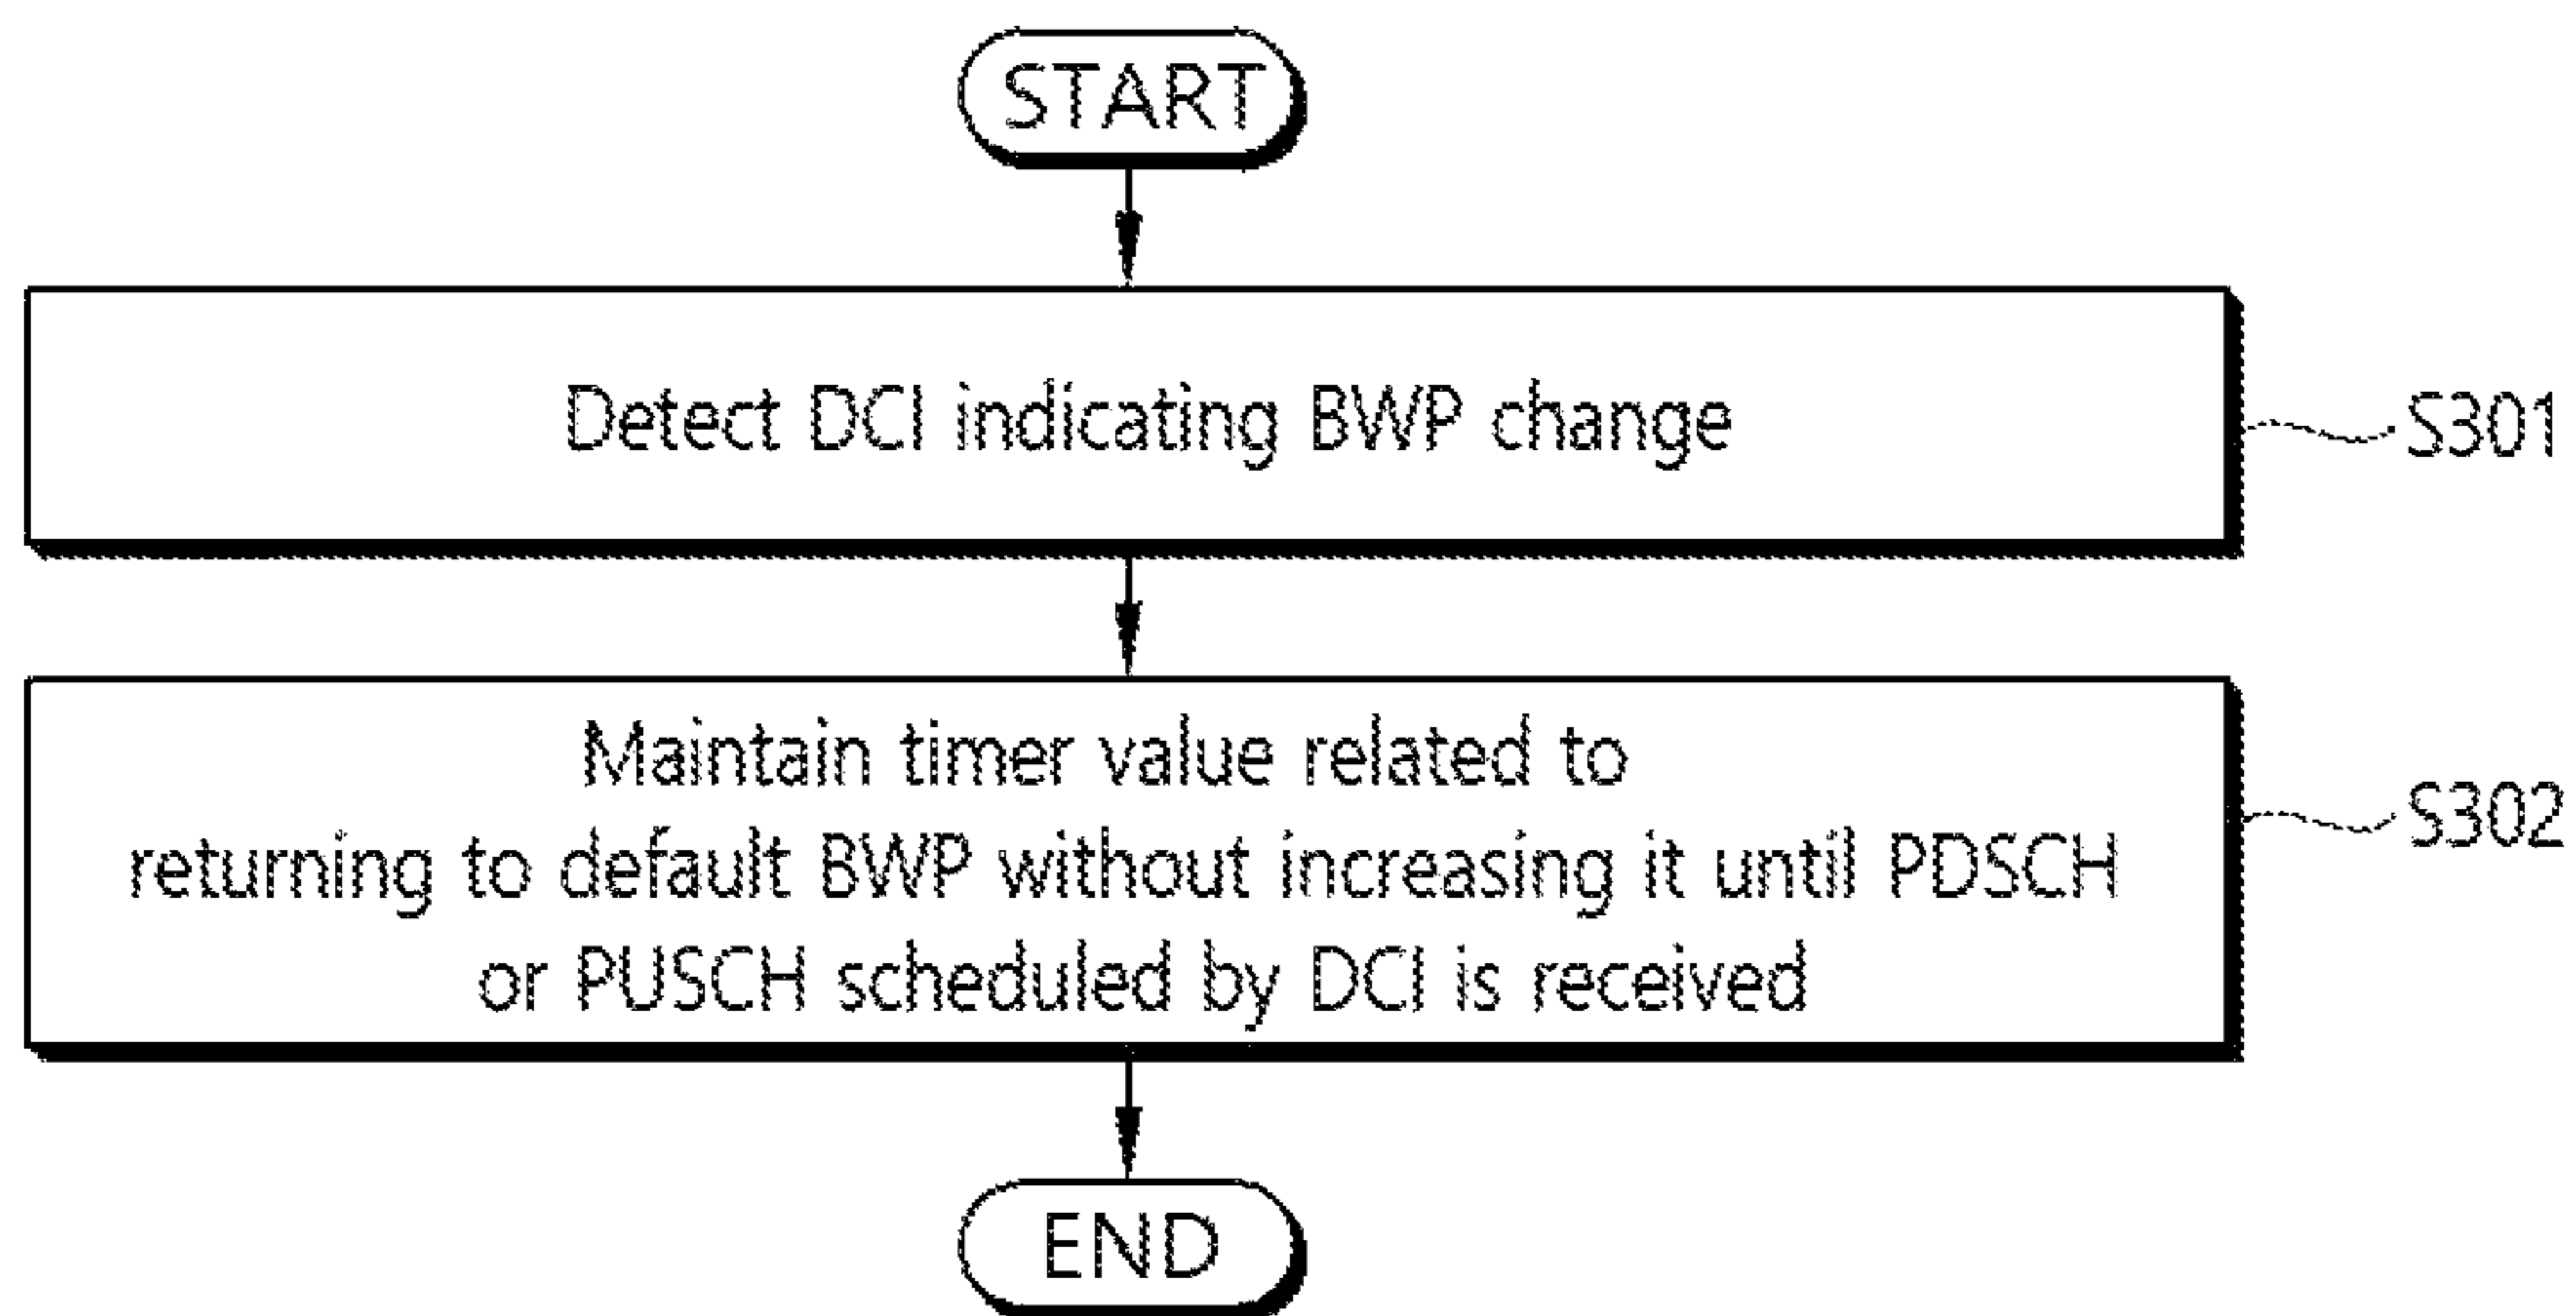 START
Detect DCI indicating BWP change
S301
Maintain timer value related to
returning to default BWP without increasing it until PDSCH
or PUSCH scheduled by DCI is received
S302
END